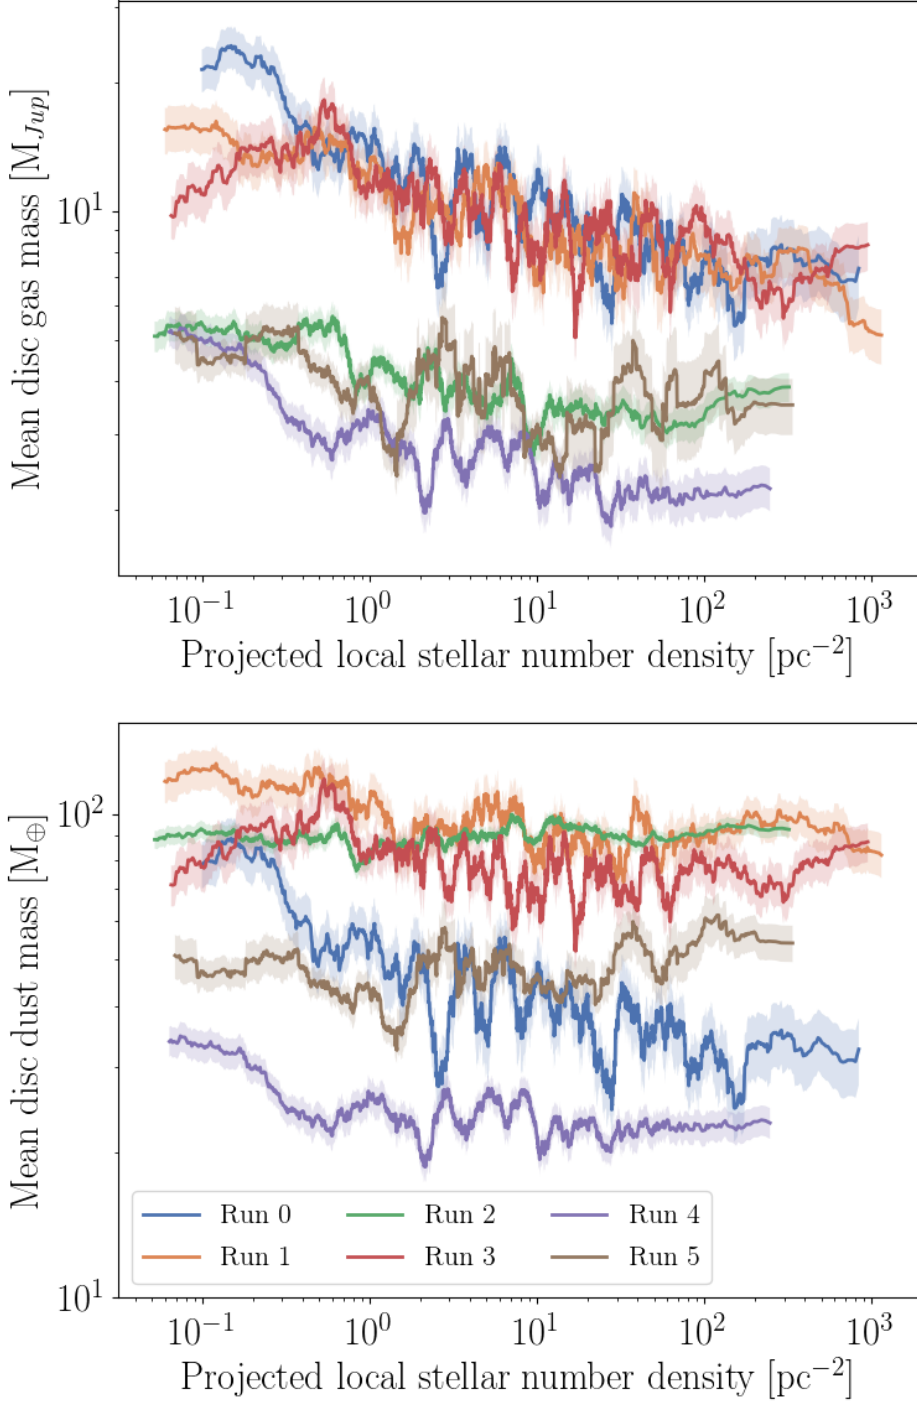 Mean disc gas mass [M_{Jup}]
10^1
10^{-1} 10^0 10^1 10^2 10^3
Projected local stellar number density [pc^{-2}]
Mean disc dust mass [M_⊕]
10^2
Run 0 Run 2 Run 4
Run 1 Run 3 Run 5
10^1
10^{-1} 10^0 10^1 10^2 10^3
Projected local stellar number density [pc^{-2}]